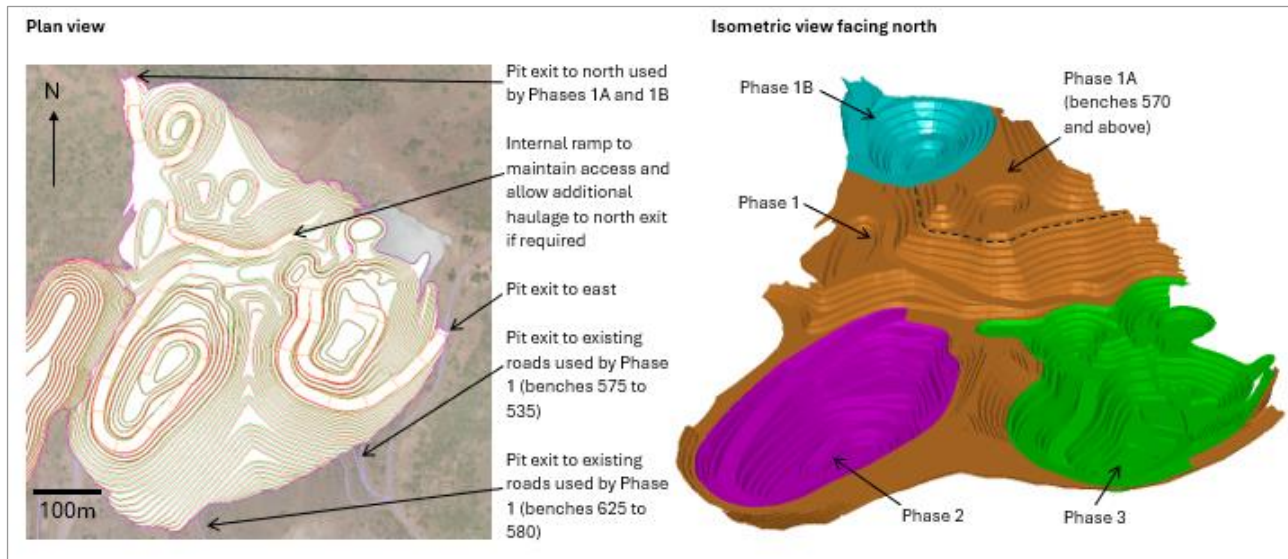 Plan view
N
100m
Pit exit to north used
by Phases 1A and 1B
Internal ramp to
maintain access and
allow additional
haulage to north exit
if required
Pit exit to east
Pit exit to existing
roads used by Phase
1 (benches 575 to
535)
Pit exit to existing
roads used by Phase
1 (benches 625 to
580)
Isometric view facing north
Phase 1B
Phase 1A
(benches 570
and above)
Phase 1
Phase 2
Phase 3